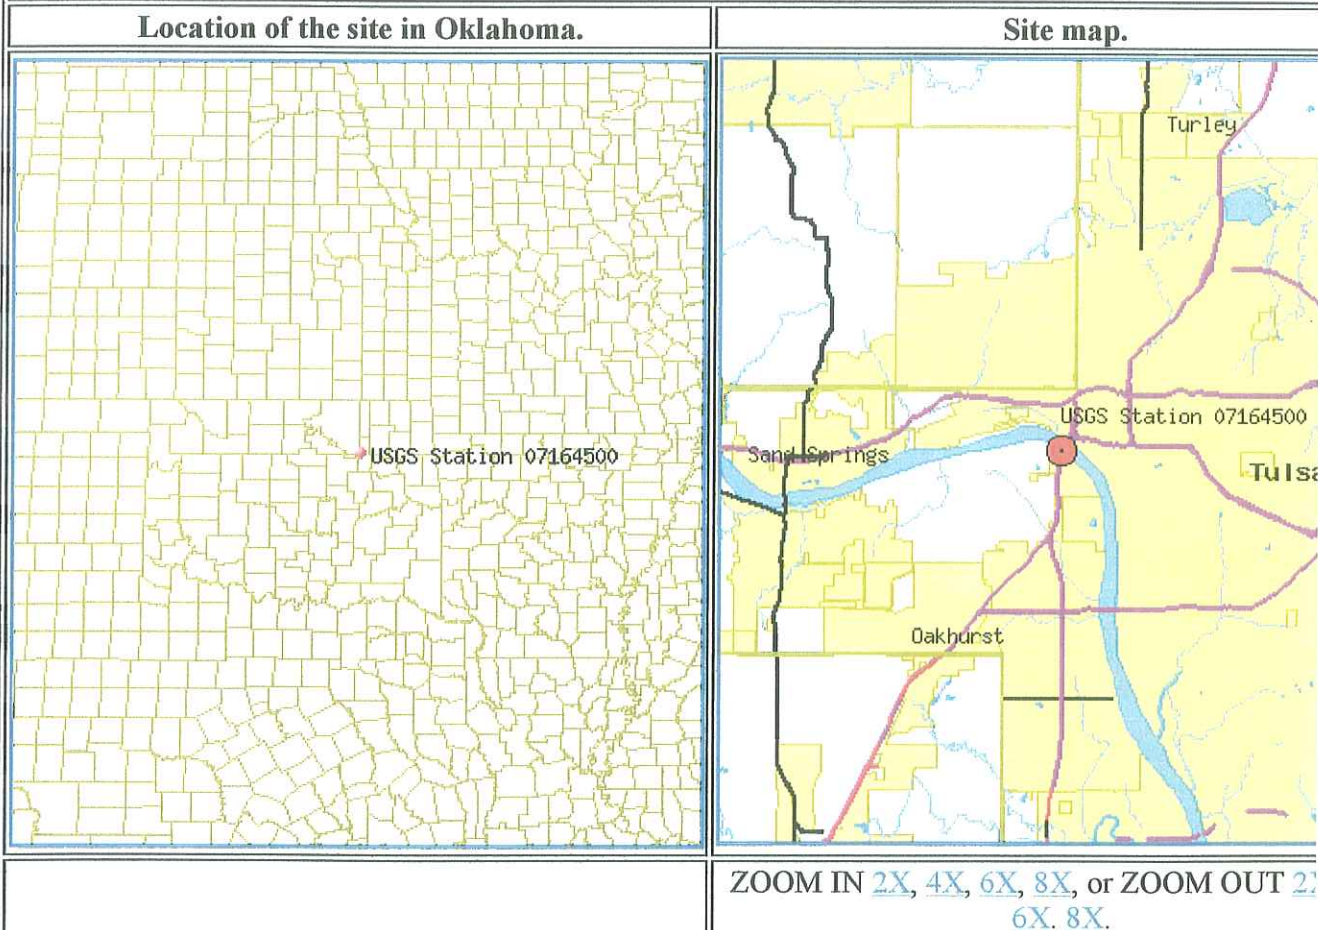 Location of the site in Oklahoma.
Site map.
USGS Station 07164500
Turley
USGS Station 07164500
Sand Springs
Tulsa
Oakhurst
ZOOM IN 2X, 4X, 6X, 8X, or ZOOM OUT
6X. 8X.